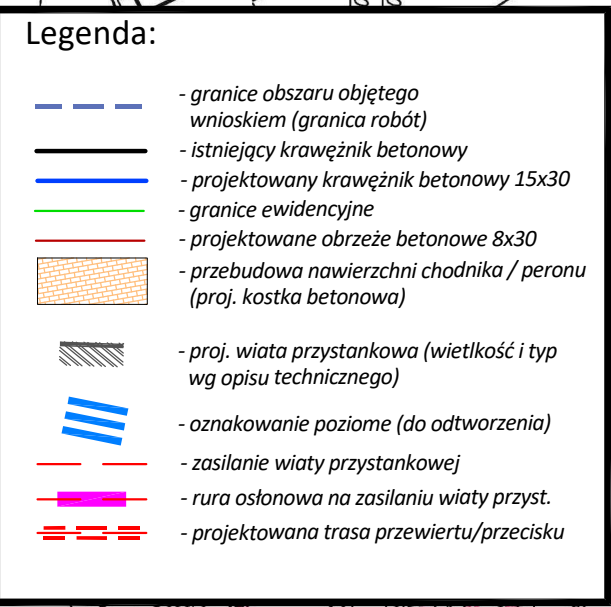 Legenda:
- granice obszaru objętego
wnioskiem (granica robót)
- istniejący krawężnik betonowy
- projektowany krawężnik betonowy 15x30
- granice ewidencyjne
- projektowane obrzeże betonowe 8x30
- przebudowa nawierzchni chodnika / peronu
(proj. kostka betonowa)
- proj. wiata przystankowa (wietlkość i typ
wg opisu technicznego)
- oznakowanie poziome (do odtworzenia)
- zasilanie wiaty przystankowej
- rura osłonowa na zasilaniu wiaty przyst.
- projektowana trasa przewiertu/przecisku